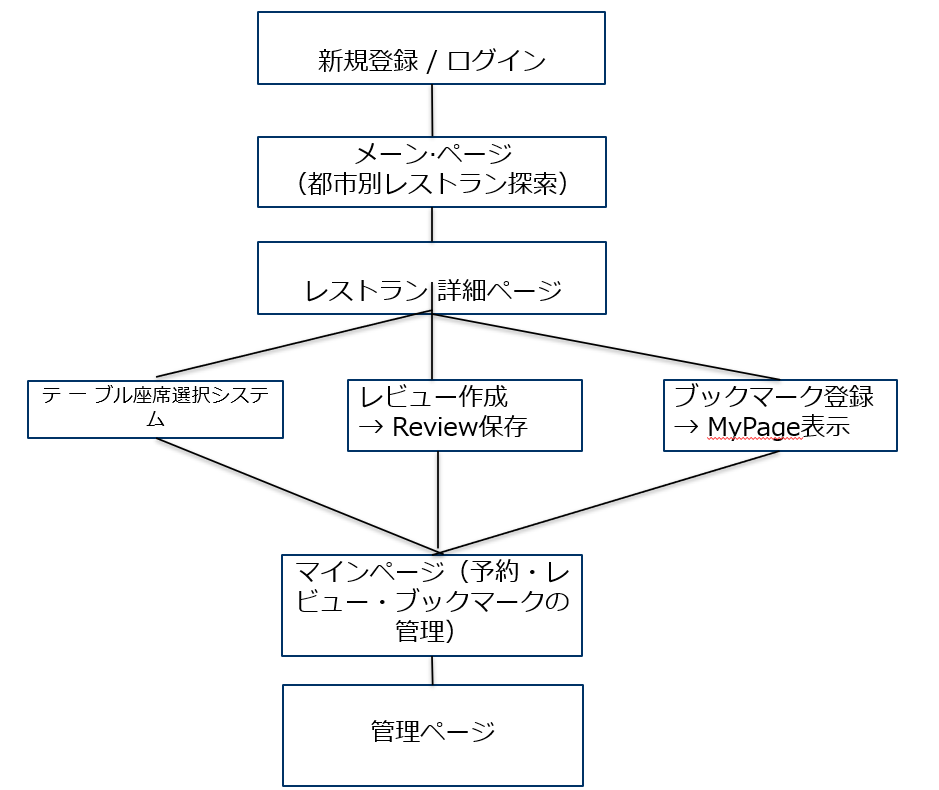 新規登録 / ログイン
メーン·ページ
（都市別レストラン探索）
レストラン 詳細ページ
テ ー ブル座席選択システ
ム
レビュー作成
→ Review保存
ブックマーク登録
→ MyPage表示
マインページ（予約・レ
ビュー・ブックマークの
管理）
管理ページ